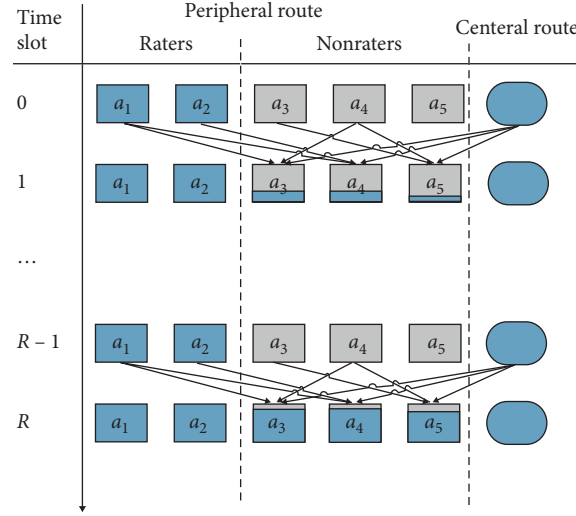 Time slot
Peripheral route
Centeral route
Raters
Nonraters
0
a1 a2 a3 a4 a5
1
a1 a2 a3 a4 a5
...
R – 1
a1 a2 a3 a4 a5
R
a1 a2 a3 a4 a5